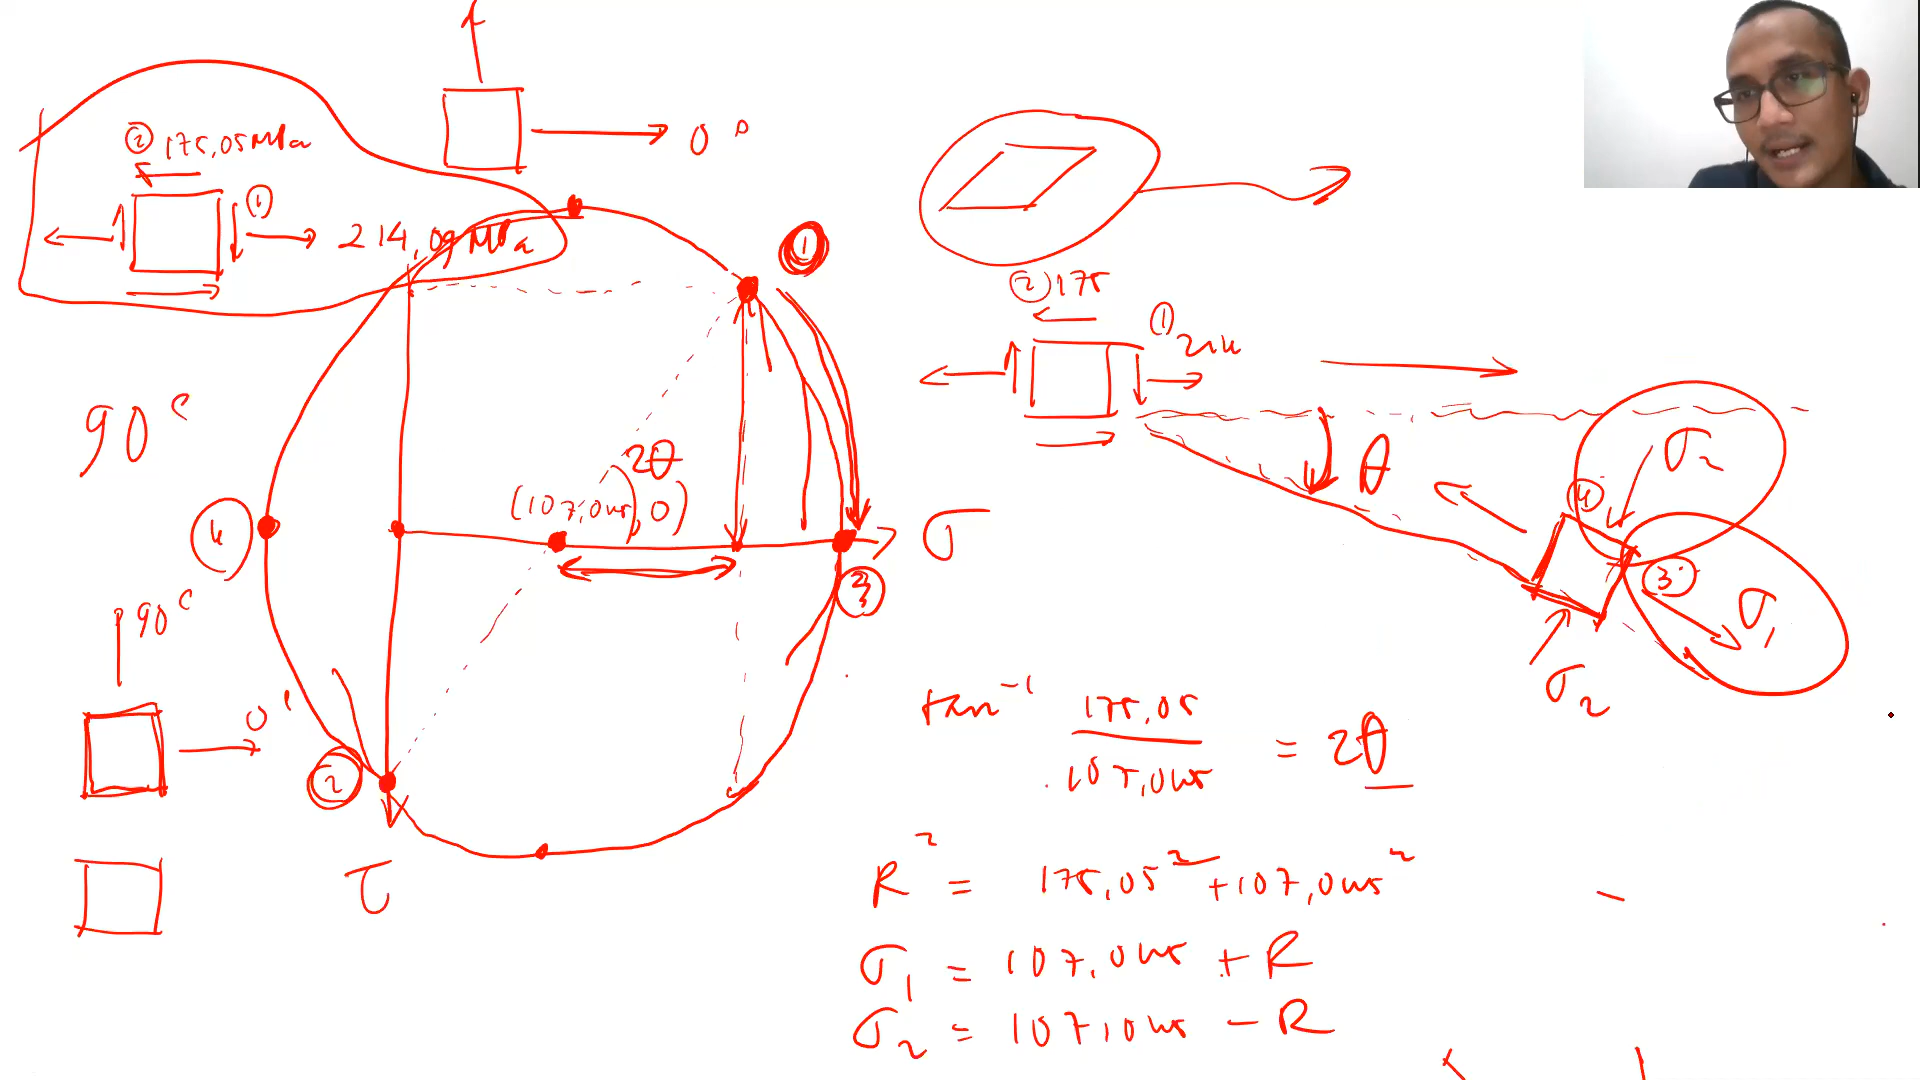 ② 175,05 MPa
①
214,09 MPa
0°
①
90°
2θ
(107,045, 0)
σ
④
③
90°
0°
②
τ
② 175
① 214
θ
σ2
④
③
σ1
σ2
tan⁻¹ 175,05 / 107,045 = 2θ
R² = 175,05² + 107,045²
σ1 = 107,045 + R
σ2 = 107,045 − R